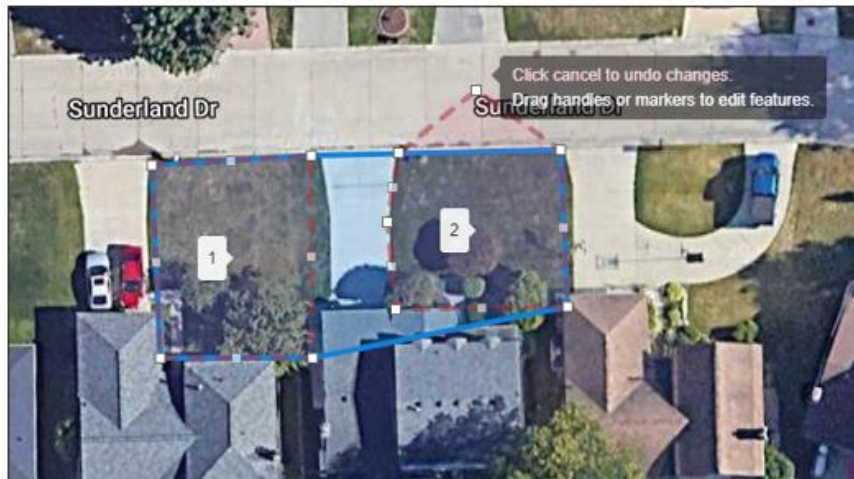 Click cancel to undo changes.
Sunderland Dr
Sunderland Dr
Drag handles or markers to edit features.
1
2